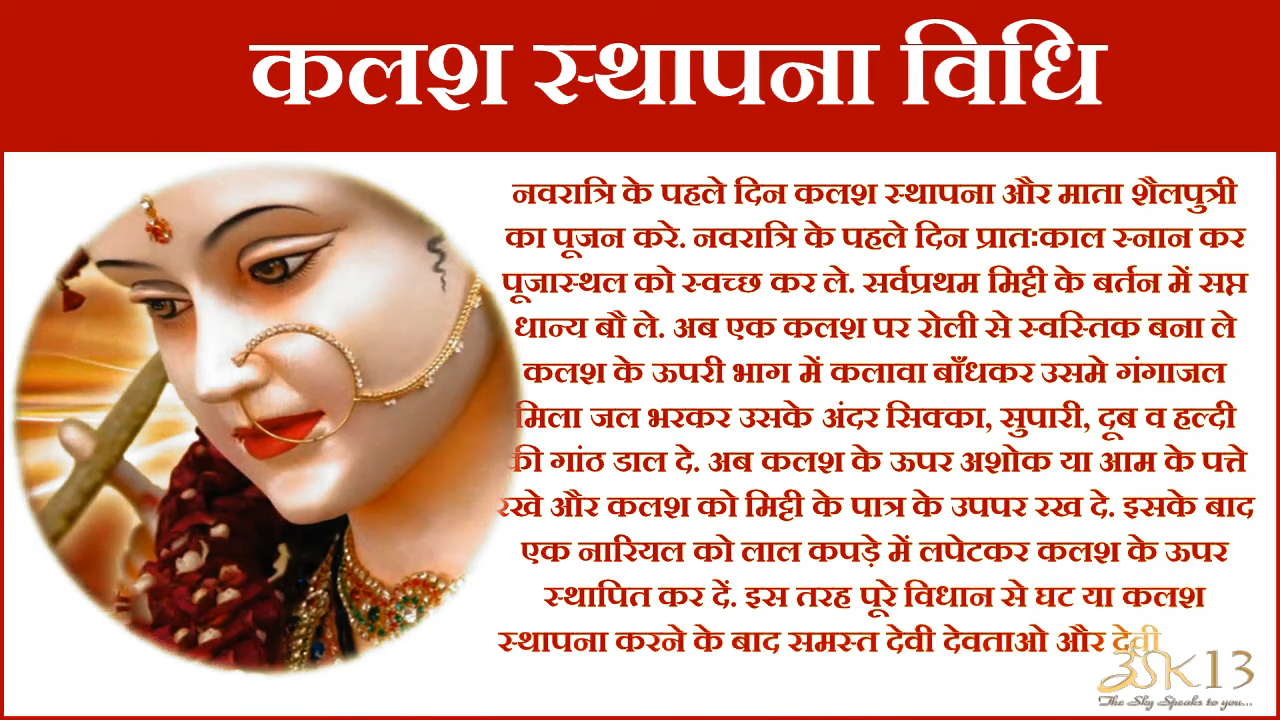 कलश स्थापना विधि
नवरात्रि के पहले दिन कलश स्थापना और माता शैलपुत्री
का पूजन करे. नवरात्रि के पहले दिन प्रातःकाल स्नान कर
पूजास्थल को स्वच्छ कर ले. सर्वप्रथम मिट्टी के बर्तन में सप्त
धान्य बौ ले. अब एक कलश पर रोली से स्वस्तिक बना ले
कलश के ऊपरी भाग में कलावा बाँधकर उसमे गंगाजल
मिला जल भरकर उसके अंदर सिक्का, सुपारी, दूब व हल्दी
की गांठ डाल दे. अब कलश के ऊपर अशोक या आम के पत्ते
रखे और कलश को मिट्टी के पात्र के उपपर रख दे. इसके बाद
एक नारियल को लाल कपड़े में लपेटकर कलश के ऊपर
स्थापित कर दें. इस तरह पूरे विधान से घट या कलश
स्थापना करने के बाद समस्त देवी देवताओ और देवी
ASK13
The Sky Speaks to you...